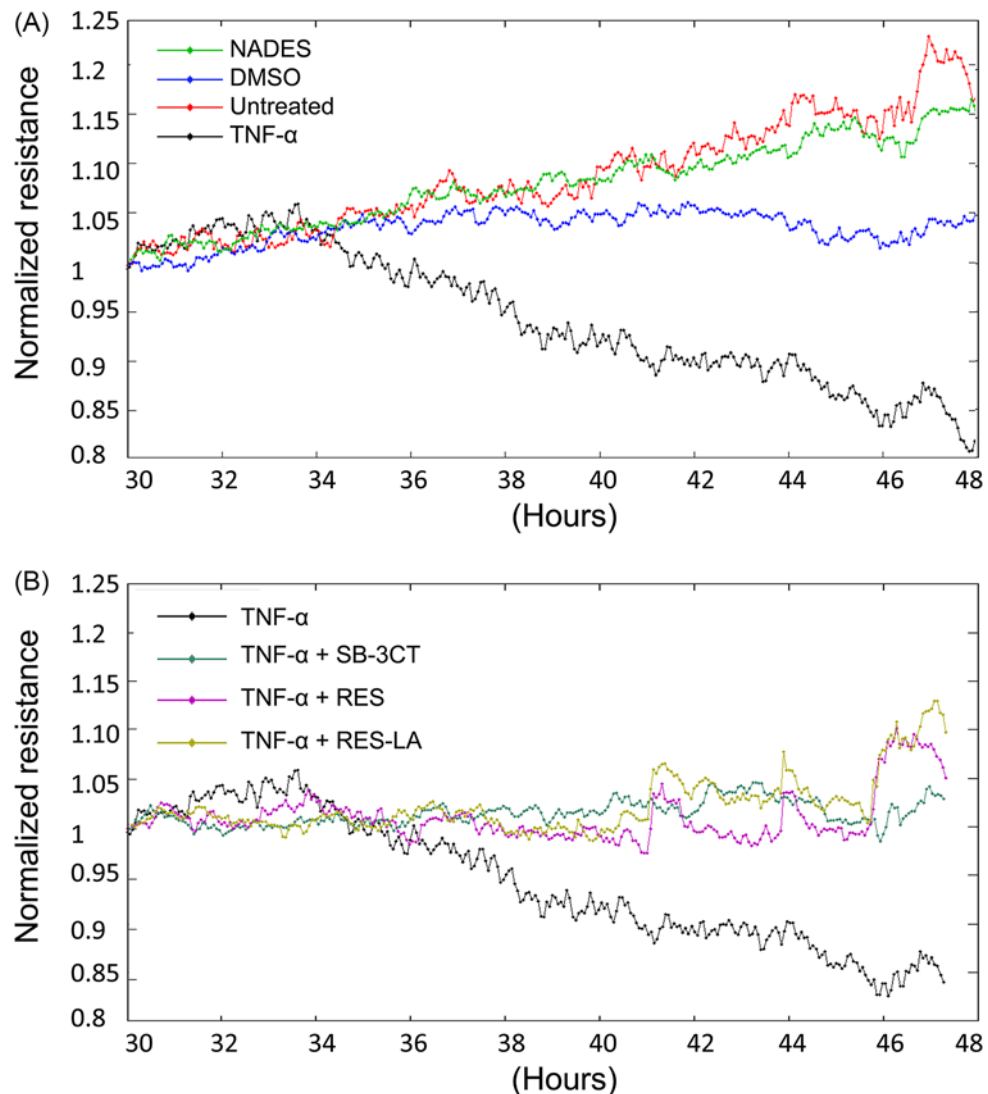 (A)
Normalized resistance
1.25
1.2
1.15
1.10
1.05
1
0.95
0.9
0.85
0.8
NADES
DMSO
Untreated
TNF-α
30 32 34 36 38 40 42 44 46 48
(Hours)
(B)
Normalized resistance
1.25
1.2
1.15
1.10
1.05
1
0.95
0.9
0.85
0.8
TNF-α
TNF-α + SB-3CT
TNF-α + RES
TNF-α + RES-LA
30 32 34 36 38 40 42 44 46 48
(Hours)